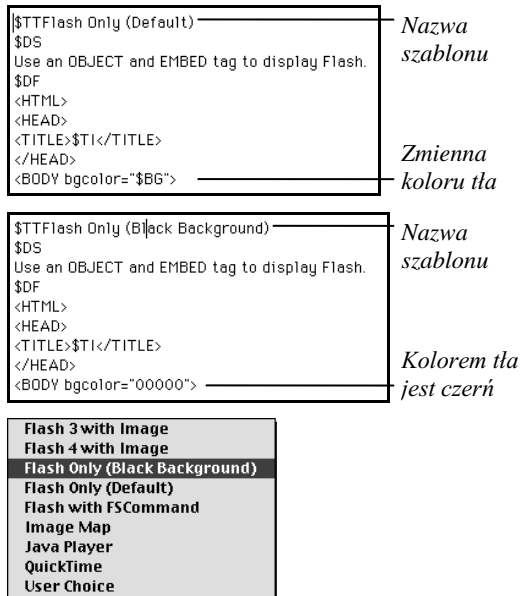 $TTFlash Only (Default)
Nazwa
szablonu
$DS
Use an OBJECT and EMBED tag to display Flash.
$DF
<HTML>
<HEAD>
<TITLE>$TI</TITLE>
</HEAD>
<BODY bgcolor="$BG">
Zmienna
koloru tła
$TTFlash Only (Black Background)
Nazwa
szablonu
$DS
Use an OBJECT and EMBED tag to display Flash.
$DF
<HTML>
<HEAD>
<TITLE>$TI</TITLE>
</HEAD>
<BODY bgcolor="00000">
Kolorem tła
jest czerń
Flash 3 with Image
Flash 4 with Image
Flash Only (Black Background)
Flash Only (Default)
Flash with FSCommand
Image Map
Java Player
QuickTime
User Choice